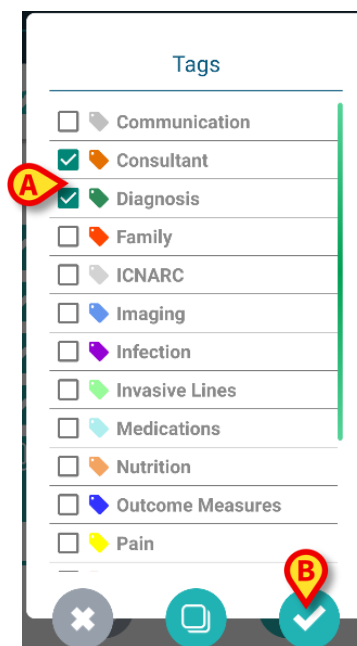 Tags
Communication
Consultant
A
Diagnosis
Family
ICNARC
Imaging
Infection
Invasive Lines
Medications
Nutrition
Outcome Measures
Pain
B